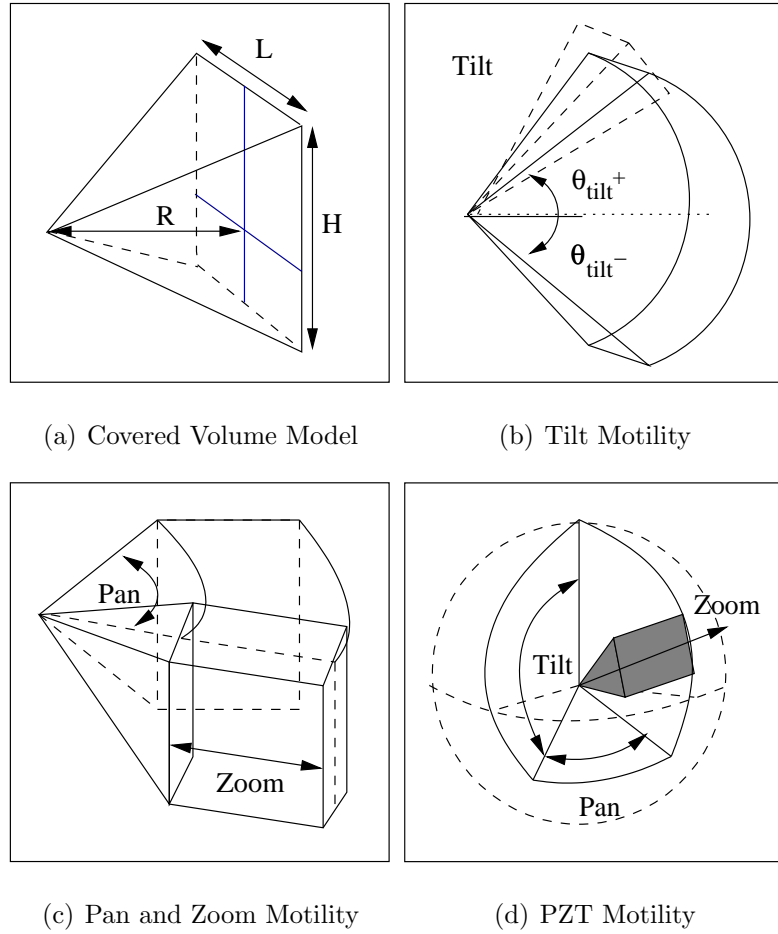 L
R
H
Tilt
θtilt+
θtilt−
(a) Covered Volume Model
(b) Tilt Motility
Pan
Zoom
Tilt
Zoom
Pan
(c) Pan and Zoom Motility
(d) PZT Motility